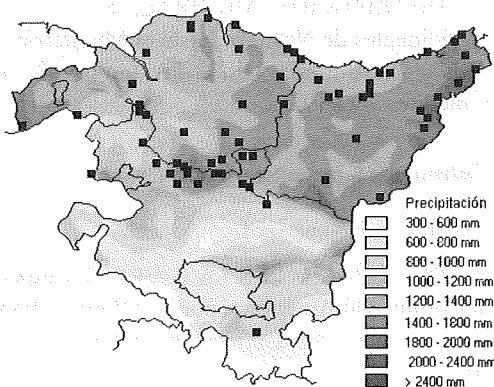 Precipitación
300 - 600 mm
600 - 800 mm
800 - 1000 mm
1000 - 1200 mm
1200 - 1400 mm
1400 - 1800 mm
1800 - 2000 mm
2000 - 2400 mm
> 2400 mm